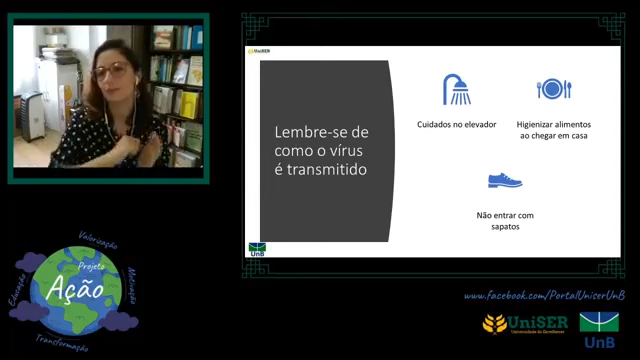 UniSER
Lembre-se de
como o vírus
é transmitido
Cuidados no elevador
Higienizar alimentos
ao chegar em casa
Não entrar com
sapatos
UnB
Valorização
Projeto
Ação
Educação
Motivação
Transformação
www.facebook.com/PortalUniserUnB
UniSER
UnB